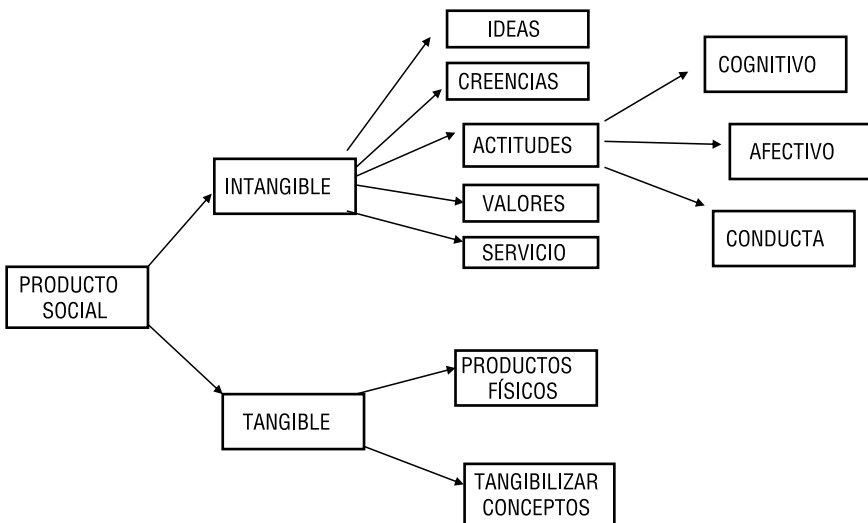 IDEAS
CREENCIAS
COGNITIVO
ACTITUDES
AFECTIVO
INTANGIBLE
VALORES
CONDUCTA
SERVICIO
PRODUCTO
SOCIAL
PRODUCTOS
FÍSICOS
TANGIBLE
TANGIBILIZAR
CONCEPTOS